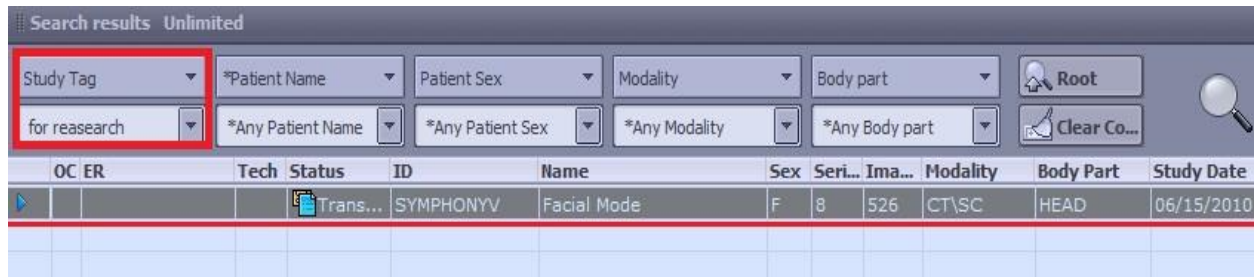 Search results Unlimited
Study Tag *Patient Name Patient Sex Modality Body part Root
for reasearch *Any Patient Name *Any Patient Sex *Any Modality *Any Body part Clear Co...
OC ER Tech Status ID Name Sex Seri... Ima... Modality Body Part Study Date
Trans... SYMPHONYV Facial Mode F 8 526 CT\SC HEAD 06/15/2010